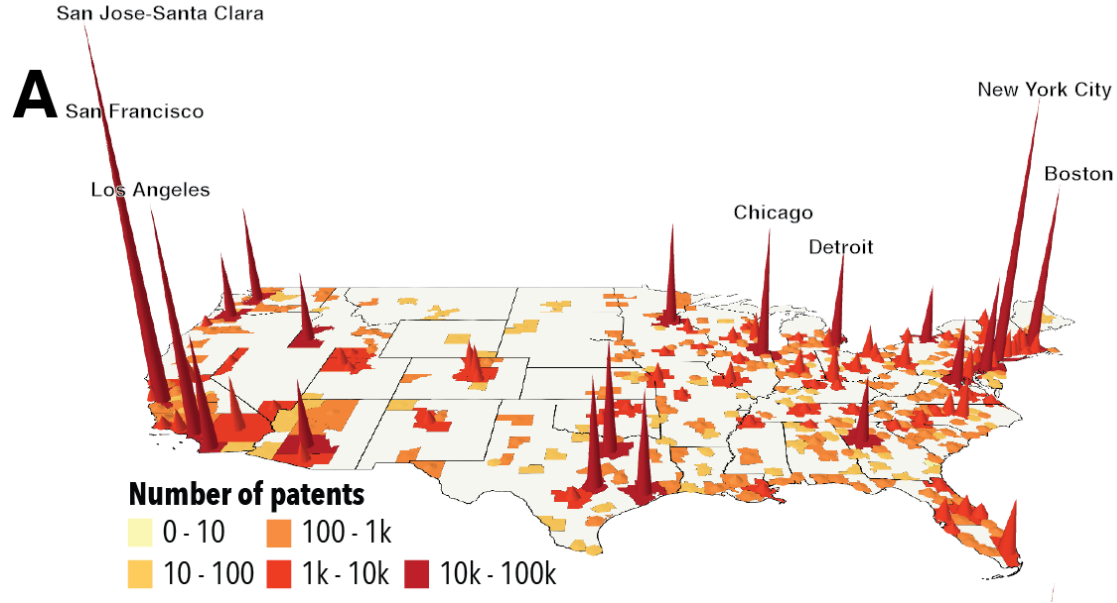 San Jose-Santa Clara
A
San Francisco
New York City
Los Angeles
Boston
Chicago
Detroit
Number of patents
0 - 10
100 - 1k
10 - 100
1k - 10k
10k - 100k